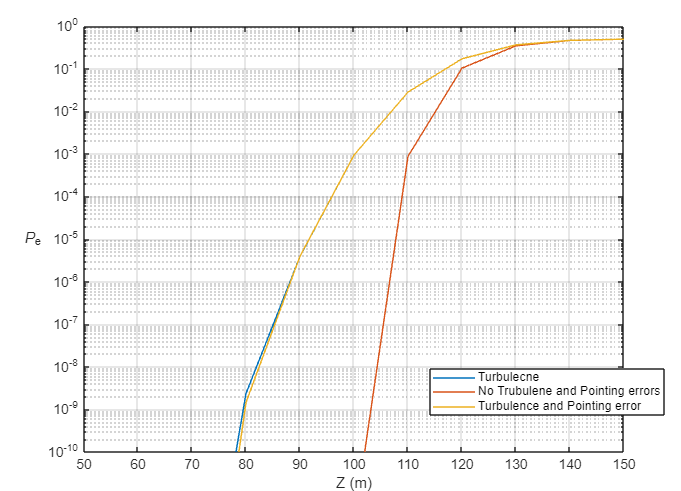 10^0
10^-1
10^-2
10^-3
10^-4
10^-5
10^-6
10^-7
10^-8
10^-9
10^-10
P_e
50 60 70 80 90 100 110 120 130 140 150
Z (m)
Turbulecne
No Trubulene and Pointing errors
Turbulence and Pointing error